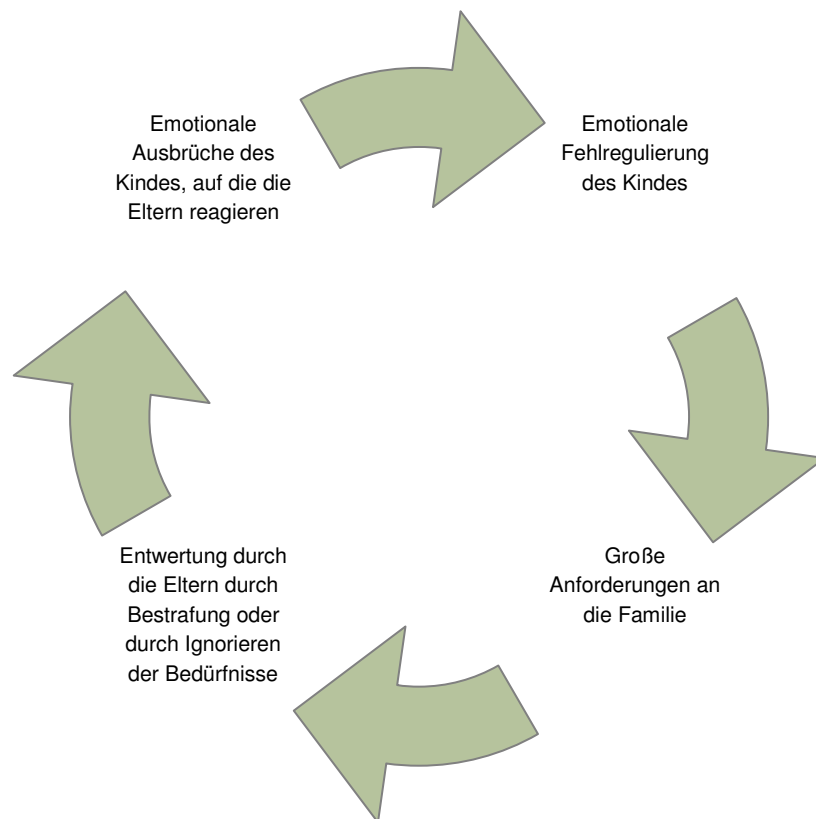 Emotionale
Ausbrüche des
Kindes, auf die die
Eltern reagieren
Emotionale
Fehlregulierung
des Kindes
Große
Anforderungen an
die Familie
Entwertung durch
die Eltern durch
Bestrafung oder
durch Ignorieren
der Bedürfnisse